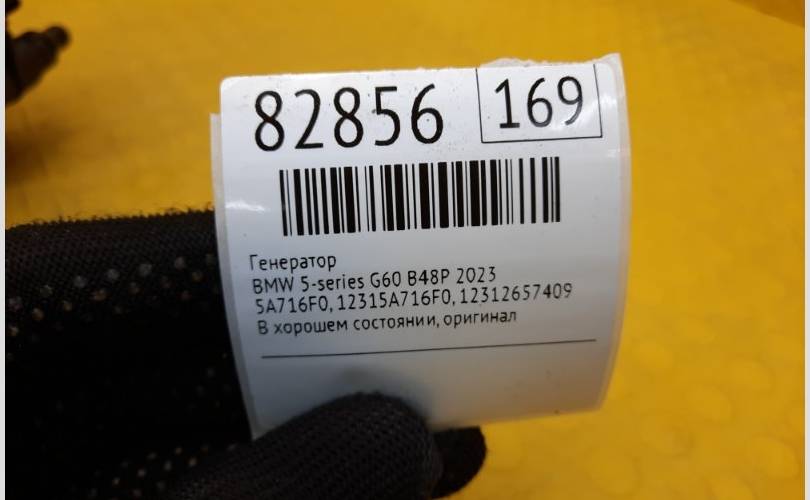 82856 169
Генератор
BMW 5-series G60 B48P 2023
5A716F0, 12315A716F0, 12312657409
В хорошем состоянии, оригинал